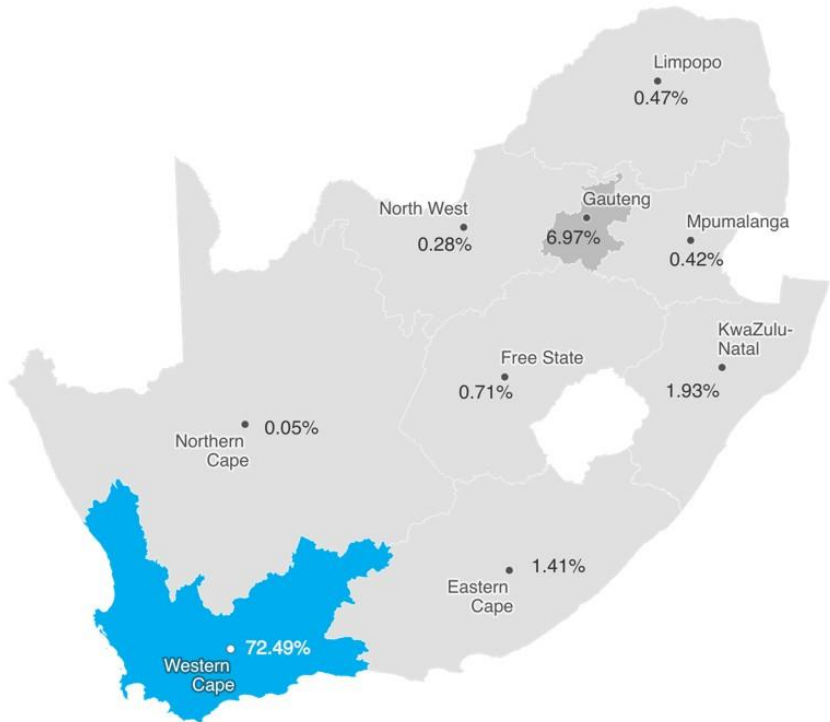 Limpopo
0.47%
North West
0.28%
Gauteng
6.97%
Mpumalanga
0.42%
KwaZulu-
Natal
1.93%
Free State
0.71%
Northern
Cape
0.05%
Eastern
Cape
1.41%
Western
Cape
72.49%